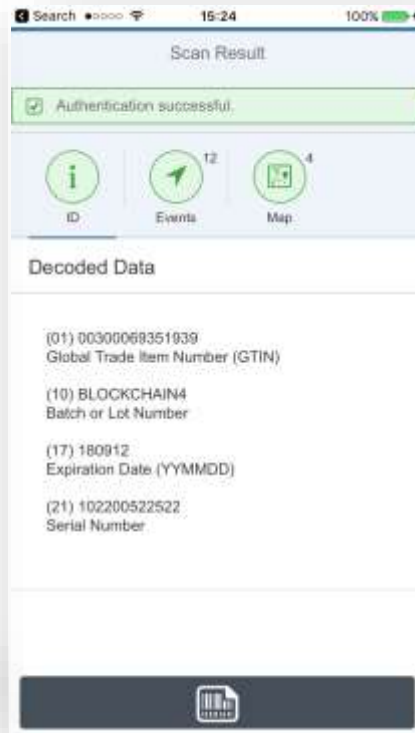 Search 15:24 100%
Scan Result
Authentication successful.
12 4
ID Events Map
Decoded Data
(01) 00300069351939
Global Trade Item Number (GTIN)
(10) BLOCKCHAIN4
Batch or Lot Number
(17) 180912
Expiration Date (YYMMDD)
(21) 102200522522
Serial Number